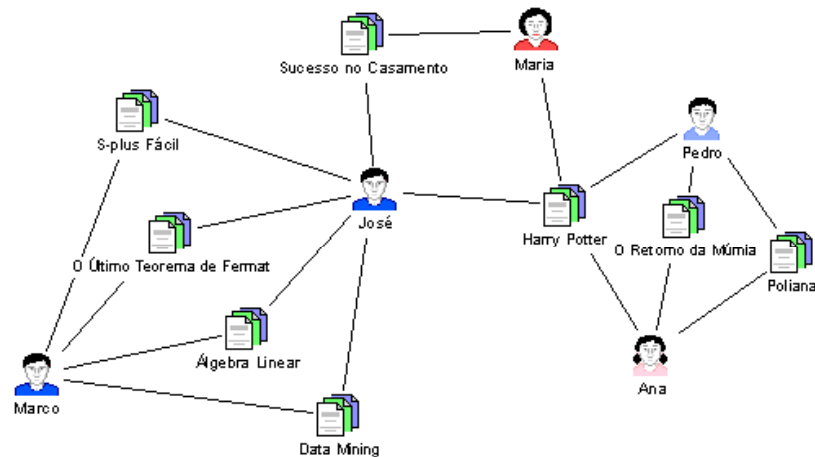 Sucesso no Casamento
Maria
S-plus Fácil
Pedro
José
Harry Potter
O Retorno da Múmia
O Último Teorema de Fermat
Poliana
Álgebra Linear
Ana
Marco
Data Mining